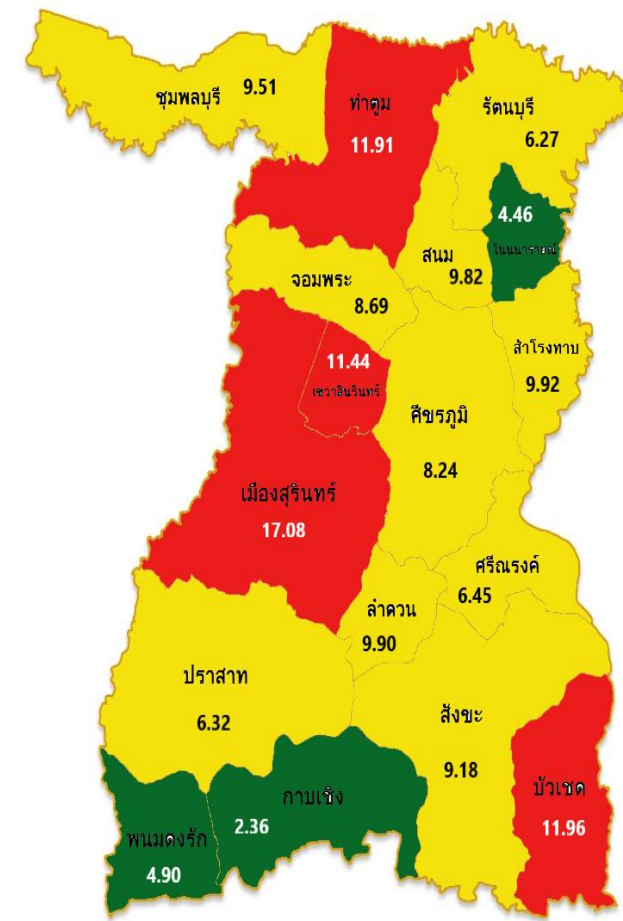 ชุมพลบุรี 9.51
ท่าตูม
11.91
รัตนบุรี
6.27
4.46
โนนนารายณ์
สนม
9.82
จอมพระ
8.69
สำโรงทาบ
9.92
11.44
เขวาสินรินทร์
ศีขรภูมิ
8.24
เมืองสุรินทร์
17.08
ศรีณรงค์
6.45
ลำดวน
9.90
ปราสาท
6.32
สังขะ
9.18
บัวเชด
11.96
กาบเชิง
2.36
พนมดงรัก
4.90